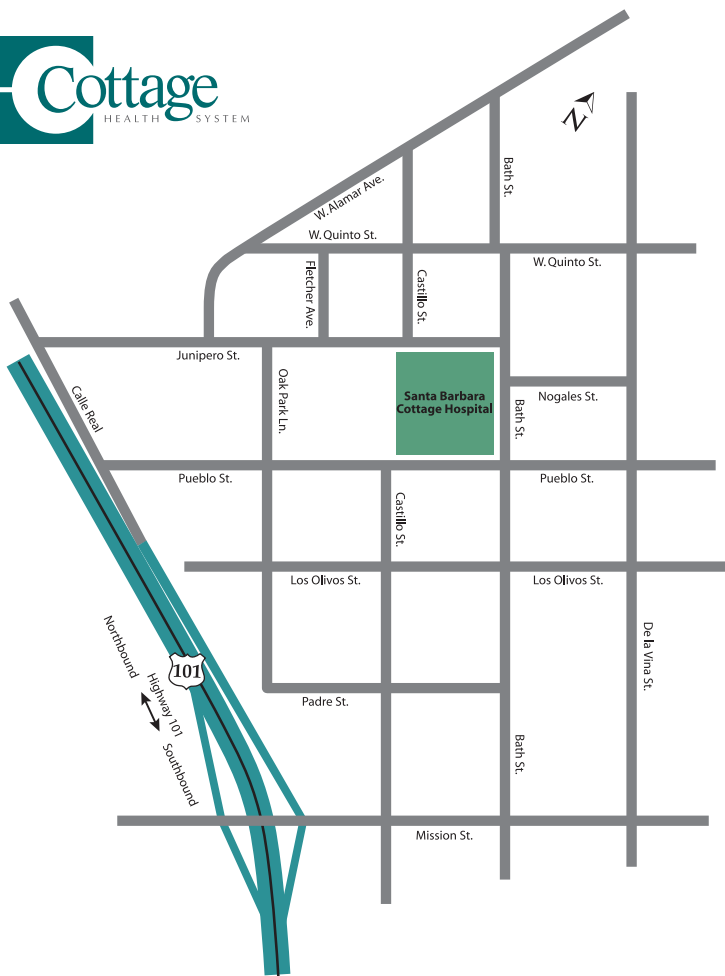 Cottage
HEALTH SYSTEM
N
W. Alamar Ave.
Bath St.
W. Quinto St.
W. Quinto St.
Fletcher Ave.
Castillo St.
Junipero St.
Oak Park Ln.
Calle Real
Santa Barbara
Cottage Hospital
Bath St.
Nogales St.
Pueblo St.
Pueblo St.
Castillo St.
Los Olivos St.
Los Olivos St.
Northbound
101
Highway 101
Southbound
De la Vina St.
Padre St.
Bath St.
Mission St.